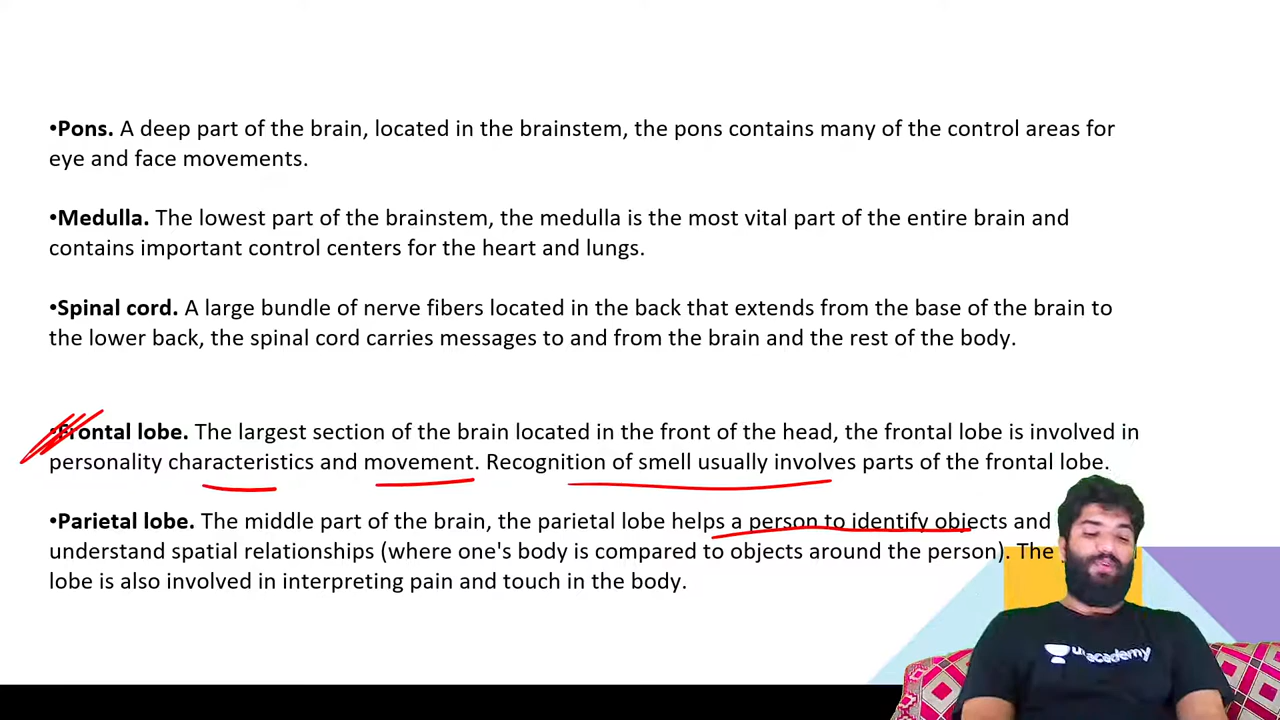 •Pons. A deep part of the brain, located in the brainstem, the pons contains many of the control areas for
eye and face movements.
•Medulla. The lowest part of the brainstem, the medulla is the most vital part of the entire brain and
contains important control centers for the heart and lungs.
•Spinal cord. A large bundle of nerve fibers located in the back that extends from the base of the brain to
the lower back, the spinal cord carries messages to and from the brain and the rest of the body.
•Frontal lobe. The largest section of the brain located in the front of the head, the frontal lobe is involved in
personality characteristics and movement. Recognition of smell usually involves parts of the frontal lobe.
•Parietal lobe. The middle part of the brain, the parietal lobe helps a person to identify objects and
understand spatial relationships (where one's body is compared to objects around the person). The
lobe is also involved in interpreting pain and touch in the body.
unacademy